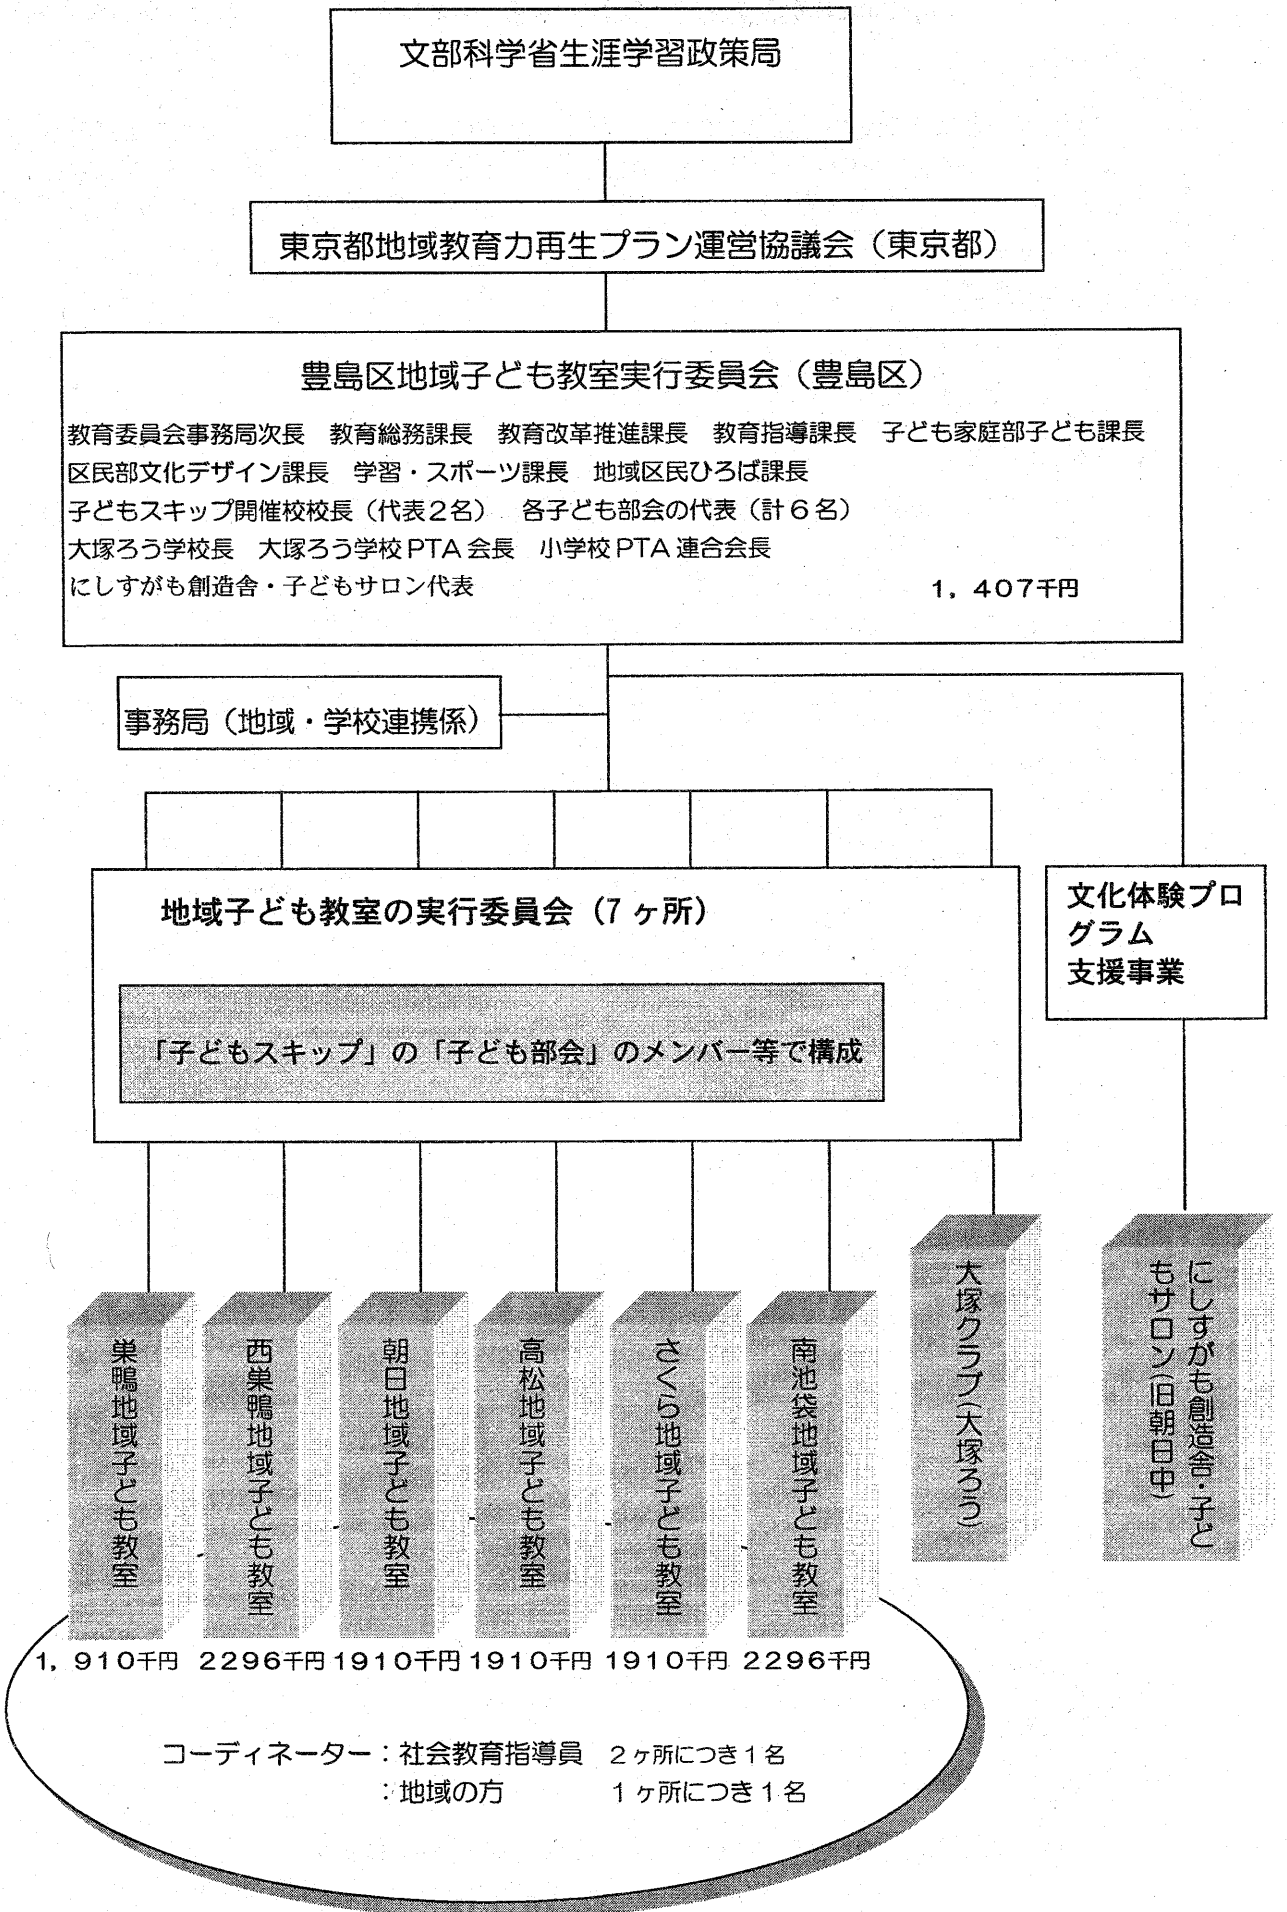 文部科学省生涯学習政策局
東京都地域教育力再生プラン運営協議会（東京都）
豊島区地域子ども教室実行委員会（豊島区）
教育委員会事務局次長　教育総務課長　教育改革推進課長　教育指導課長　子ども家庭部子ども課長
区民部文化デザイン課長　学習・スポーツ課長　地域区民ひろば課長
子どもスキップ開催校校長（代表２名）　各子ども部会の代表（計６名）
大塚ろう学校長　大塚ろう学校PTA会長　小学校PTA連合会長
にしすがも創造舎・子どもサロン代表　１，４０７千円
事務局（地域・学校連携係）
地域子ども教室の実行委員会（7ヶ所）
「子どもスキップ」の「子ども部会」のメンバー等で構成
文化体験プロ
グラム
支援事業
巣鴨地域子ども教室
西巣鴨地域子ども教室
朝日地域子ども教室
高松地域子ども教室
さくら地域子ども教室
南池袋地域子ども教室
大塚クラブ（大塚ろう）
にしすがも創造舎・子ど
もサロン（旧朝日中）
１，９１０千円　２２９６千円　１９１０千円　１９１０千円　１９１０千円　２２９６千円
コーディネーター：社会教育指導員　２ヶ所につき１名
：地域の方　１ヶ所につき１名